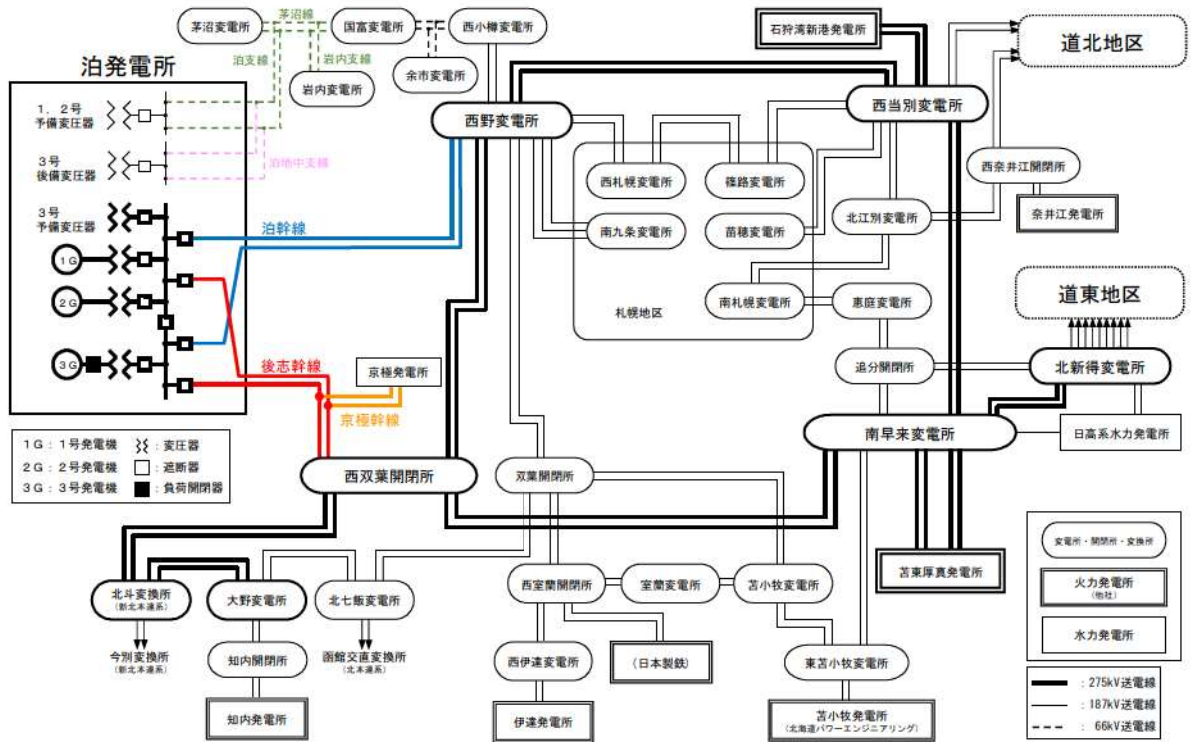 茅沼変電所
茅沼線
国富変電所
西小樽変電所
泊支線
岩内支線
岩内変電所
余市変電所
石狩湾新港発電所
道北地区
泊発電所
1,2号
予備変圧器
3号
後備変圧器
泊地中支線
3号
予備変圧器
1G
2G
3G
泊幹線
後志幹線
京極発電所
京極幹線
西野変電所
西当別変電所
西札幌変電所
篠路変電所
南九条変電所
苗穂変電所
南札幌変電所
札幌地区
西奈井江開閉所
奈井江発電所
北江別変電所
恵庭変電所
追分開閉所
道東地区
北新得変電所
日高系水力発電所
南早来変電所
1G:1号発電機
:変圧器
2G:2号発電機
:遮断器
3G:3号発電機
:負荷開閉器
西双葉開閉所
双葉開閉所
苫東厚真発電所
北斗変換所
(新北本連系)
大野変電所
北七飯変電所
西室蘭開閉所
室蘭変電所
苫小牧変電所
今別変換所
(新北本連系)
知内開閉所
函館交直変換所
(北本連系)
西伊達変電所
(日本製鉄)
東苫小牧変電所
知内発電所
伊達発電所
苫小牧発電所
(北海道パワーエンジニアリング)
変電所・開閉所・変換所
火力発電所
(他社)
水力発電所
:275kV送電線
:187kV送電線
:66kV送電線